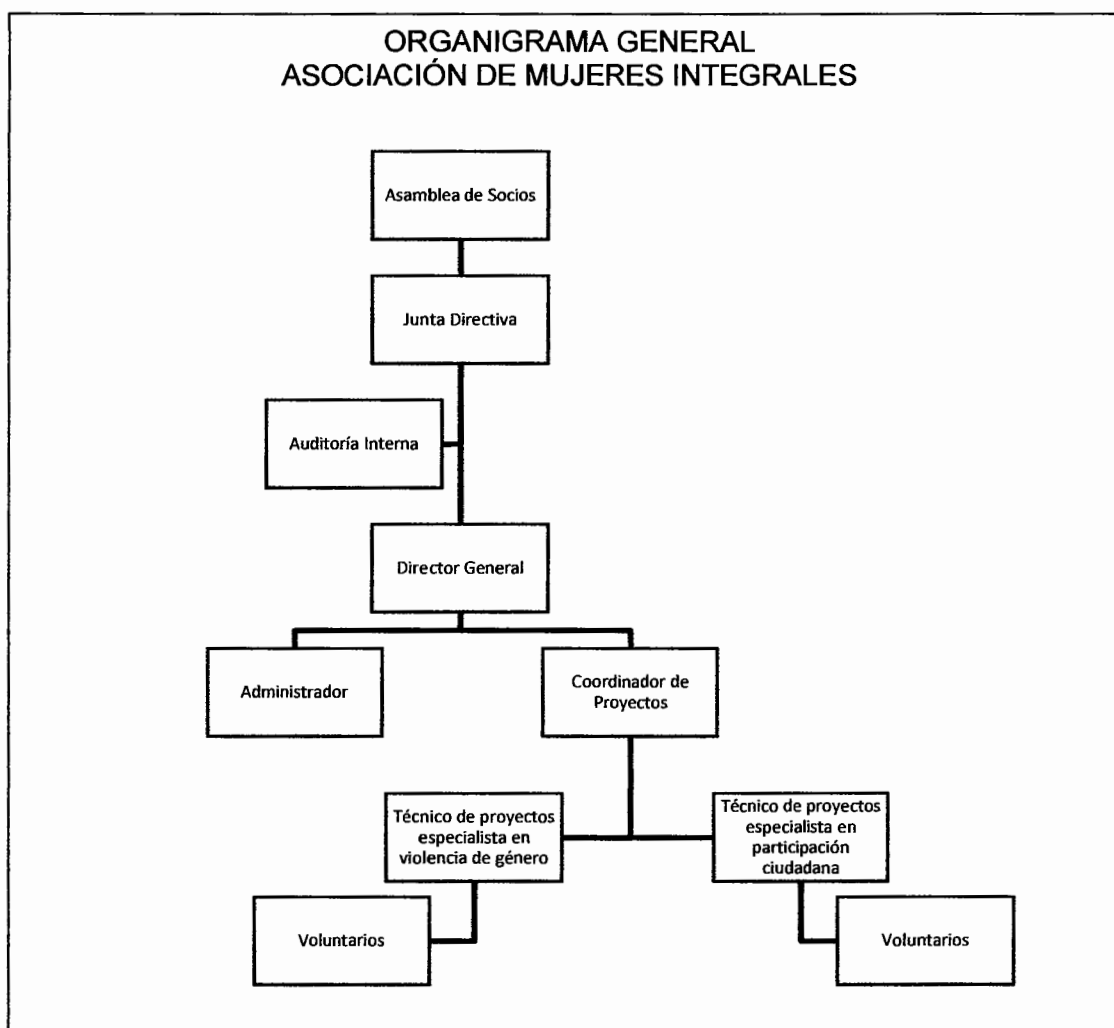 ORGANIGRAMA GENERAL
ASOCIACIÓN DE MUJERES INTEGRALES
Asamblea de Socios
Junta Directiva
Auditoría Interna
Director General
Administrador
Coordinador de
Proyectos
Técnico de proyectos
especialista en
violencia de género
Técnico de proyectos
especialista en
participación
ciudadana
Voluntarios
Voluntarios